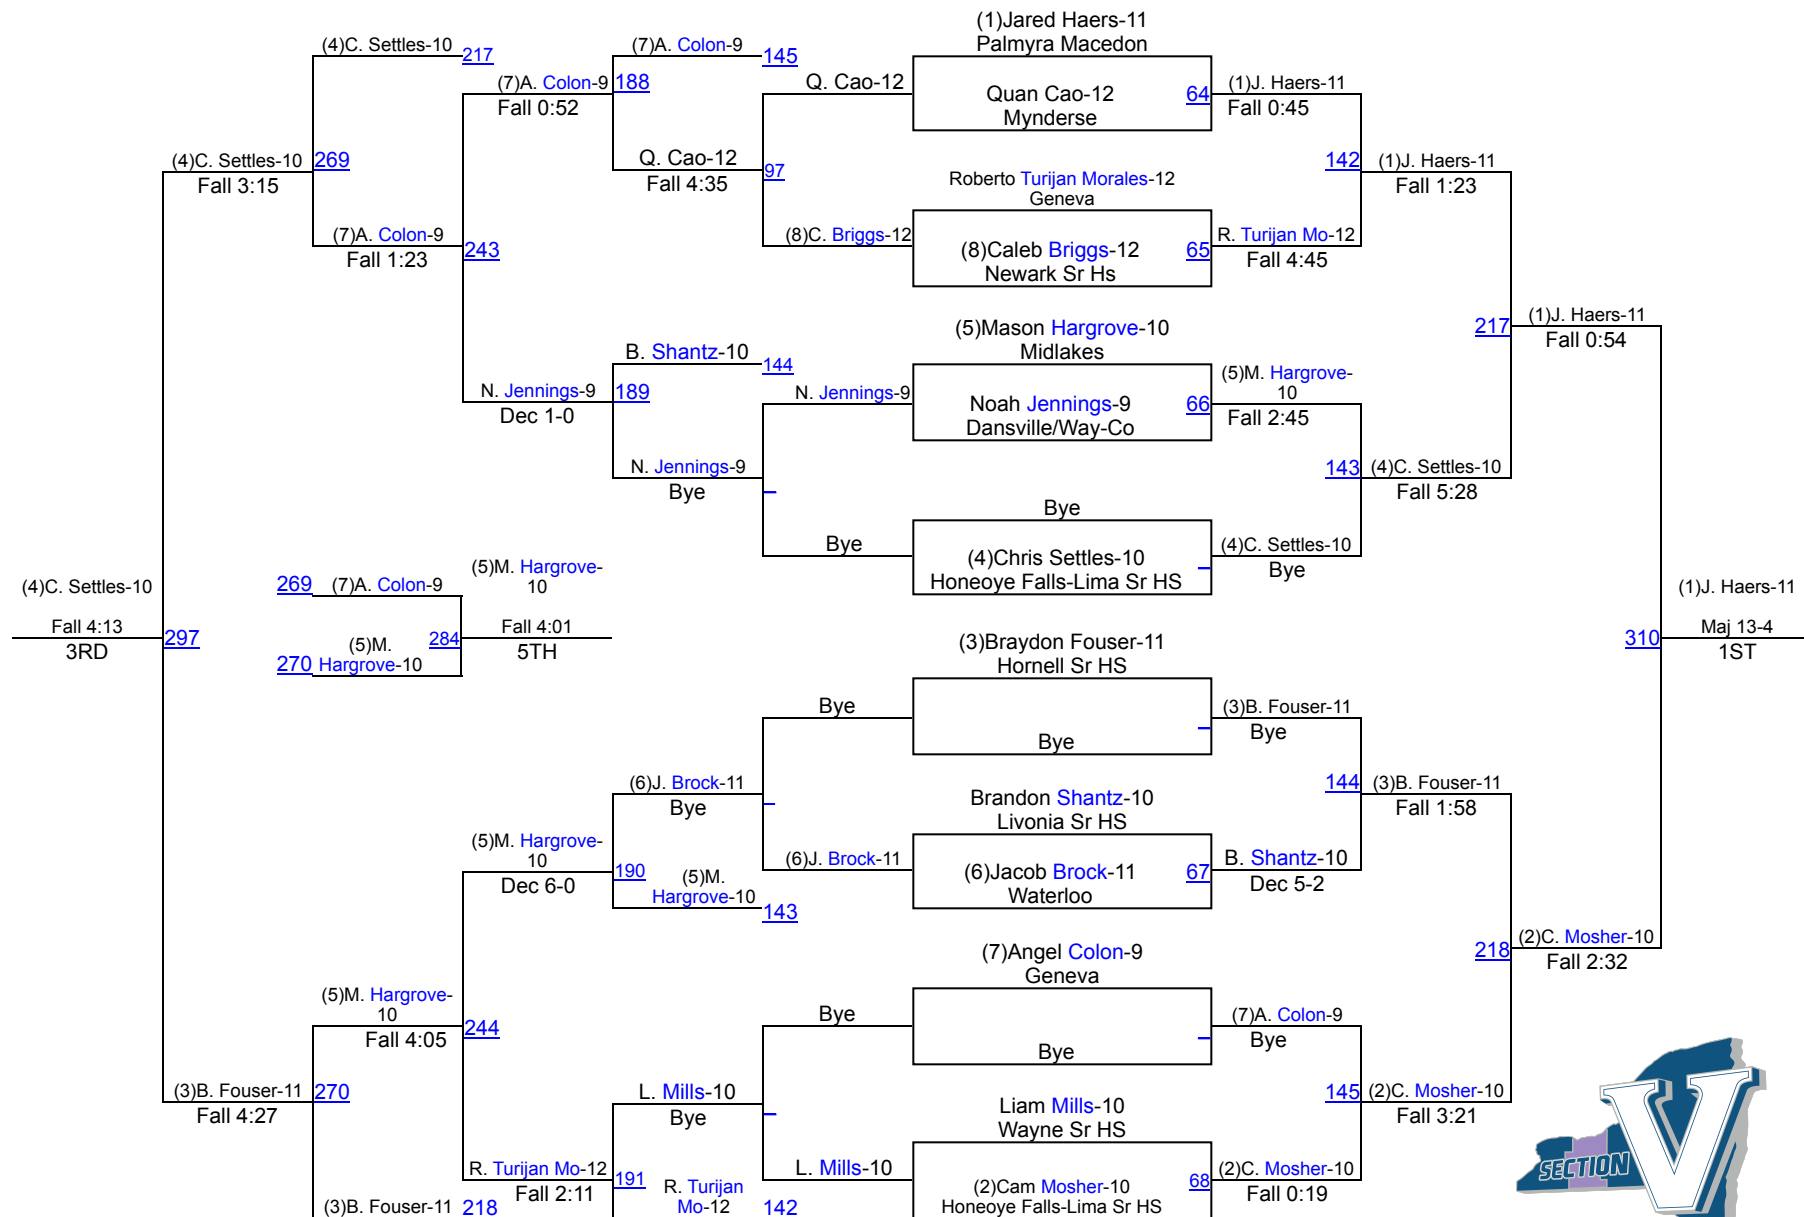 (1)Jared Haers-11
Palmyra Macedon
(4)C. Settles-10
217
(7)A. Colon-9
145
(7)A. Colon-9
188
Fall 0:52
Q. Cao-12
Quan Cao-12
Mynderse
64
(1)J. Haers-11
Fall 0:45
(4)C. Settles-10
269
Fall 3:15
Q. Cao-12
97
Fall 4:35
142
(1)J. Haers-11
Fall 1:23
Roberto Turijan Morales-12
Geneva
(7)A. Colon-9
243
Fall 1:23
(8)C. Briggs-12
(8)Caleb Briggs-12
Newark Sr Hs
65
R. Turijan Mo-12
Fall 4:45
(5)Mason Hargrove-10
Midlakes
217
(1)J. Haers-11
Fall 0:54
B. Shantz-10
144
N. Jennings-9
189
Dec 1-0
N. Jennings-9
Noah Jennings-9
Dansville/Way-Co
66
(5)M. Hargrove-
10
Fall 2:45
N. Jennings-9
Bye
143
(4)C. Settles-10
Fall 5:28
Bye
Bye
(4)Chris Settles-10
Honeoye Falls-Lima Sr HS
(4)C. Settles-10
Bye
(4)C. Settles-10
Fall 4:13
3RD
297
269
(7)A. Colon-9
(5)M.
270
Hargrove-10
284
(5)M. Hargrove-
10
Fall 4:01
5TH
(1)J. Haers-11
310
Maj 13-4
1ST
(3)Braydon Fouser-11
Hornell Sr HS
Bye
Bye
(3)B. Fouser-11
Bye
(6)J. Brock-11
Bye
144
(3)B. Fouser-11
Fall 1:58
Brandon Shantz-10
Livonia Sr HS
(5)M. Hargrove-
10
Dec 6-0
190
(6)J. Brock-11
(6)Jacob Brock-11
Waterloo
67
B. Shantz-10
Dec 5-2
(5)M.
Hargrove-10
143
218
(2)C. Mosher-10
Fall 2:32
(7)Angel Colon-9
Geneva
(5)M. Hargrove-
10
Fall 4:05
244
Bye
Bye
(7)A. Colon-9
Bye
(3)B. Fouser-11
270
Fall 4:27
L. Mills-10
Bye
145
(2)C. Mosher-10
Fall 3:21
Liam Mills-10
Wayne Sr HS
R. Turijan Mo-12
191
Fall 2:11
L. Mills-10
(2)Cam Mosher-10
Honeoye Falls-Lima Sr HS
68
(2)C. Mosher-10
Fall 0:19
(3)B. Fouser-11
218
R. Turijan
Mo-12
142
SECTION V